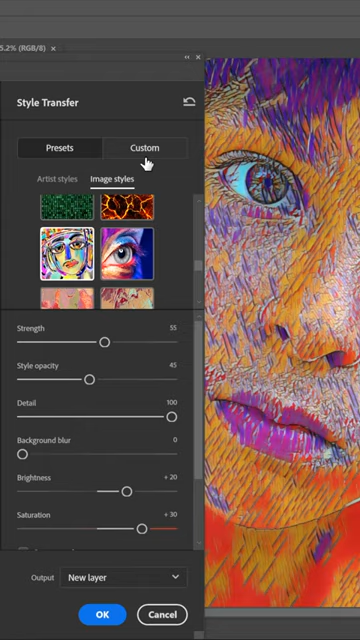 5.2% (RGB/8) ×
Style Transfer
Presets Custom
Artist styles Image styles
Strength 55
Style opacity 45
Detail 100
Background blur 0
Brightness + 20
Saturation + 30
Output New layer
OK Cancel